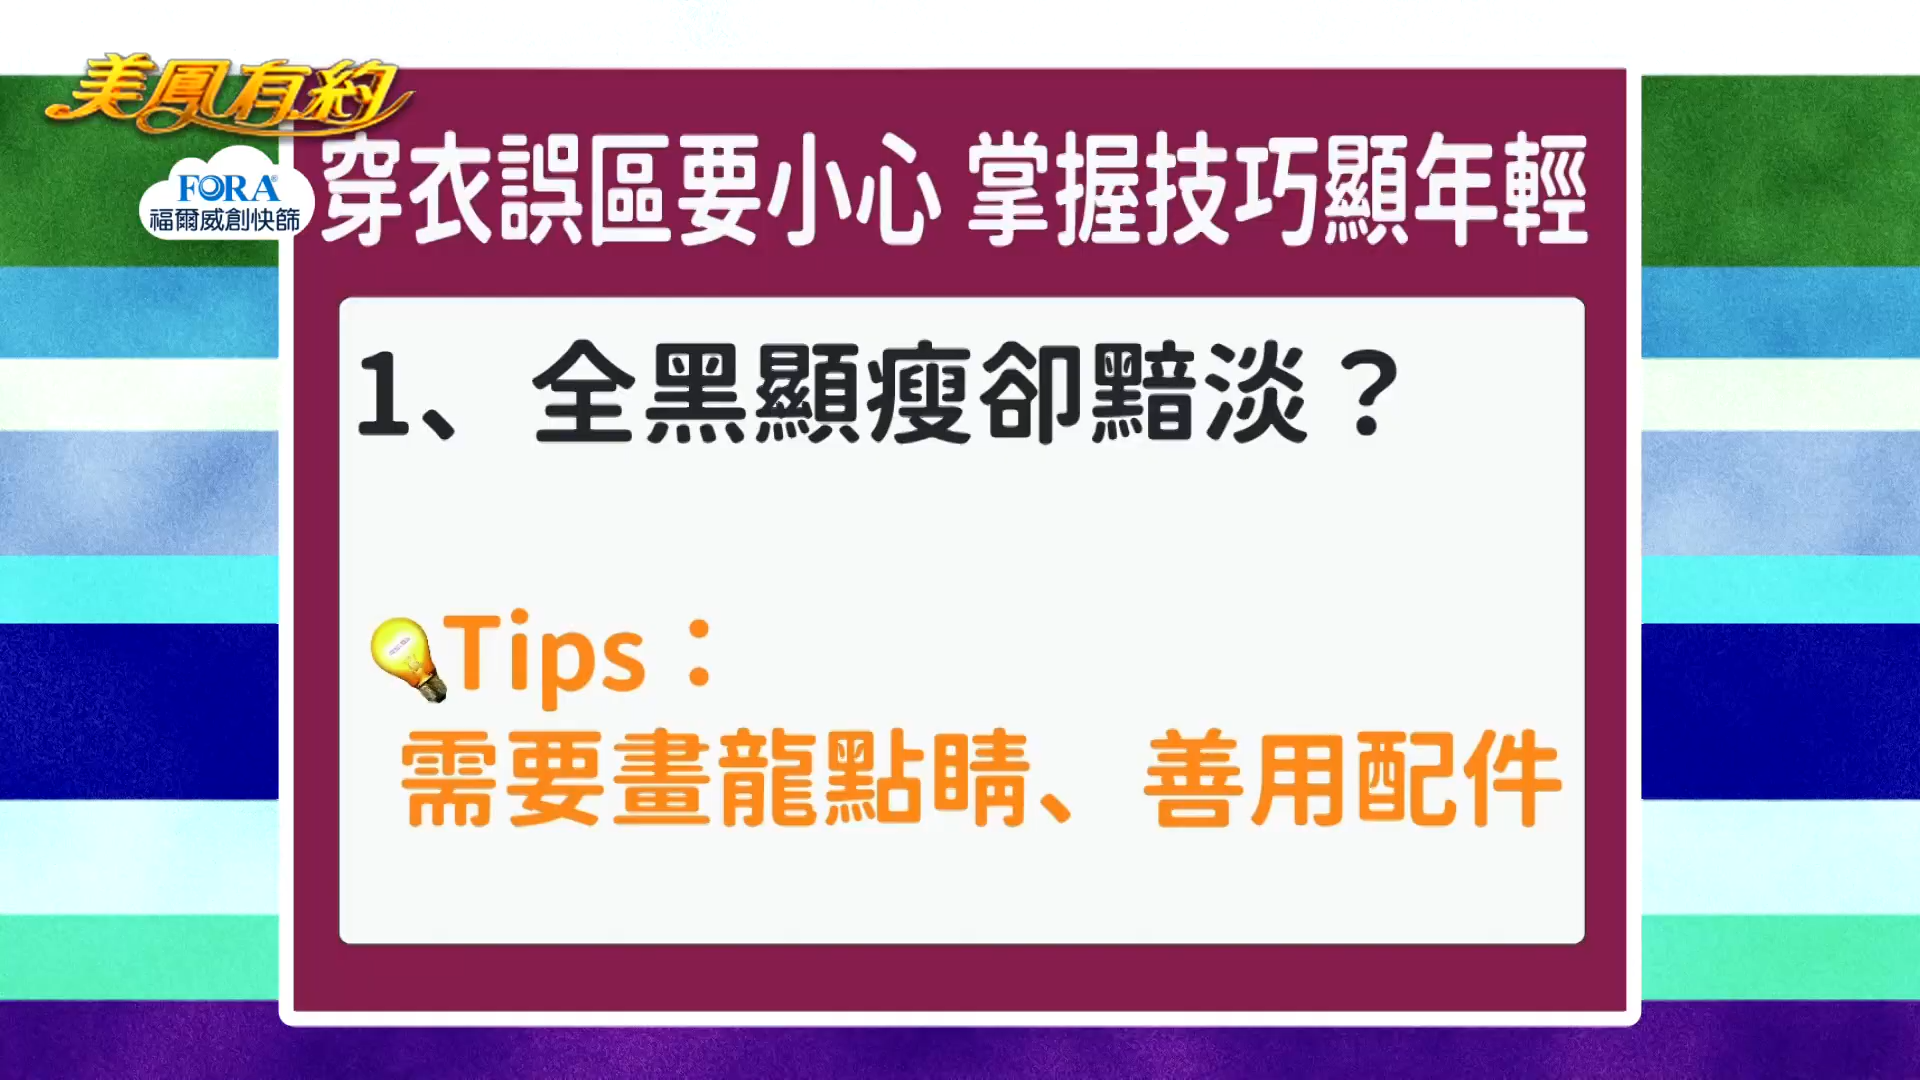 美鳳有約
FORA
福爾威創快篩
穿衣誤區要小心 掌握技巧顯年輕
1、全黑顯瘦卻黯淡？
Tips：
需要畫龍點睛、善用配件